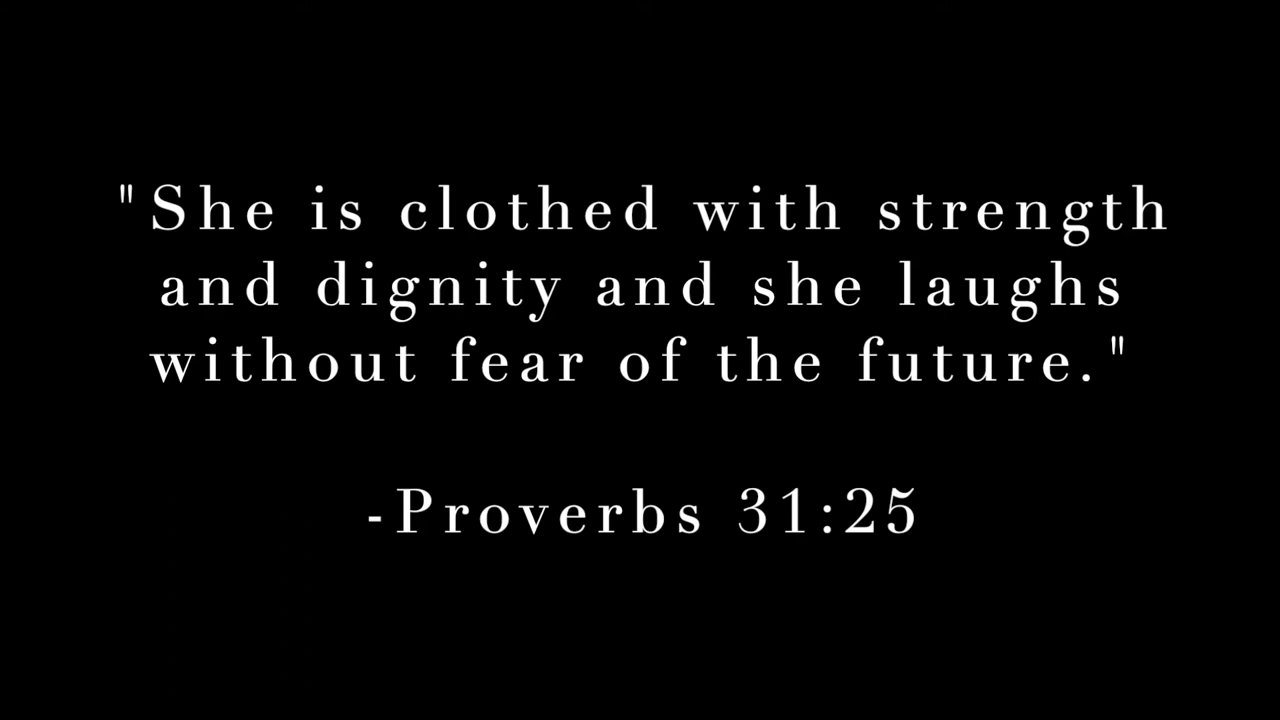 "She is clothed with strength
and dignity and she laughs
without fear of the future."
-Proverbs 31:25